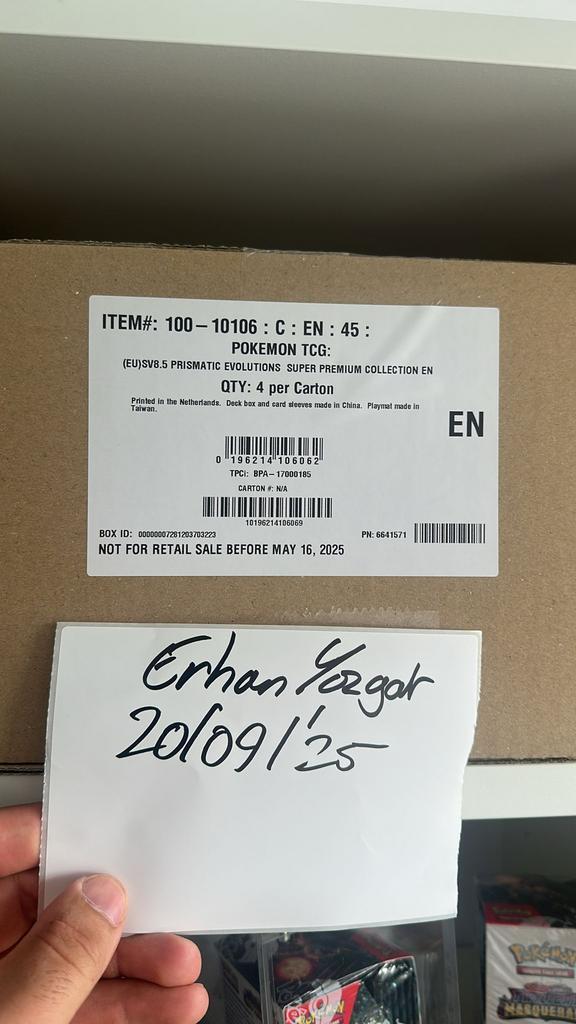 ITEM#: 100-10106 : C : EN : 45 :
POKEMON TCG:
(EU)SV8.5 PRISMATIC EVOLUTIONS SUPER PREMIUM COLLECTION EN
QTY: 4 per Carton
Printed in the Netherlands. Deck box and card sleeves made in China. Playmat made in
Taiwan.
EN
0 196214 106062
TPCi: BPA-17000185
CARTON #: N/A
10196214106069
BOX ID: 00000007281203703223
PN: 6641571
NOT FOR RETAIL SALE BEFORE MAY 16, 2025
Erhan Yozgat
20/09/'25
POKÉMON
MASQUERA